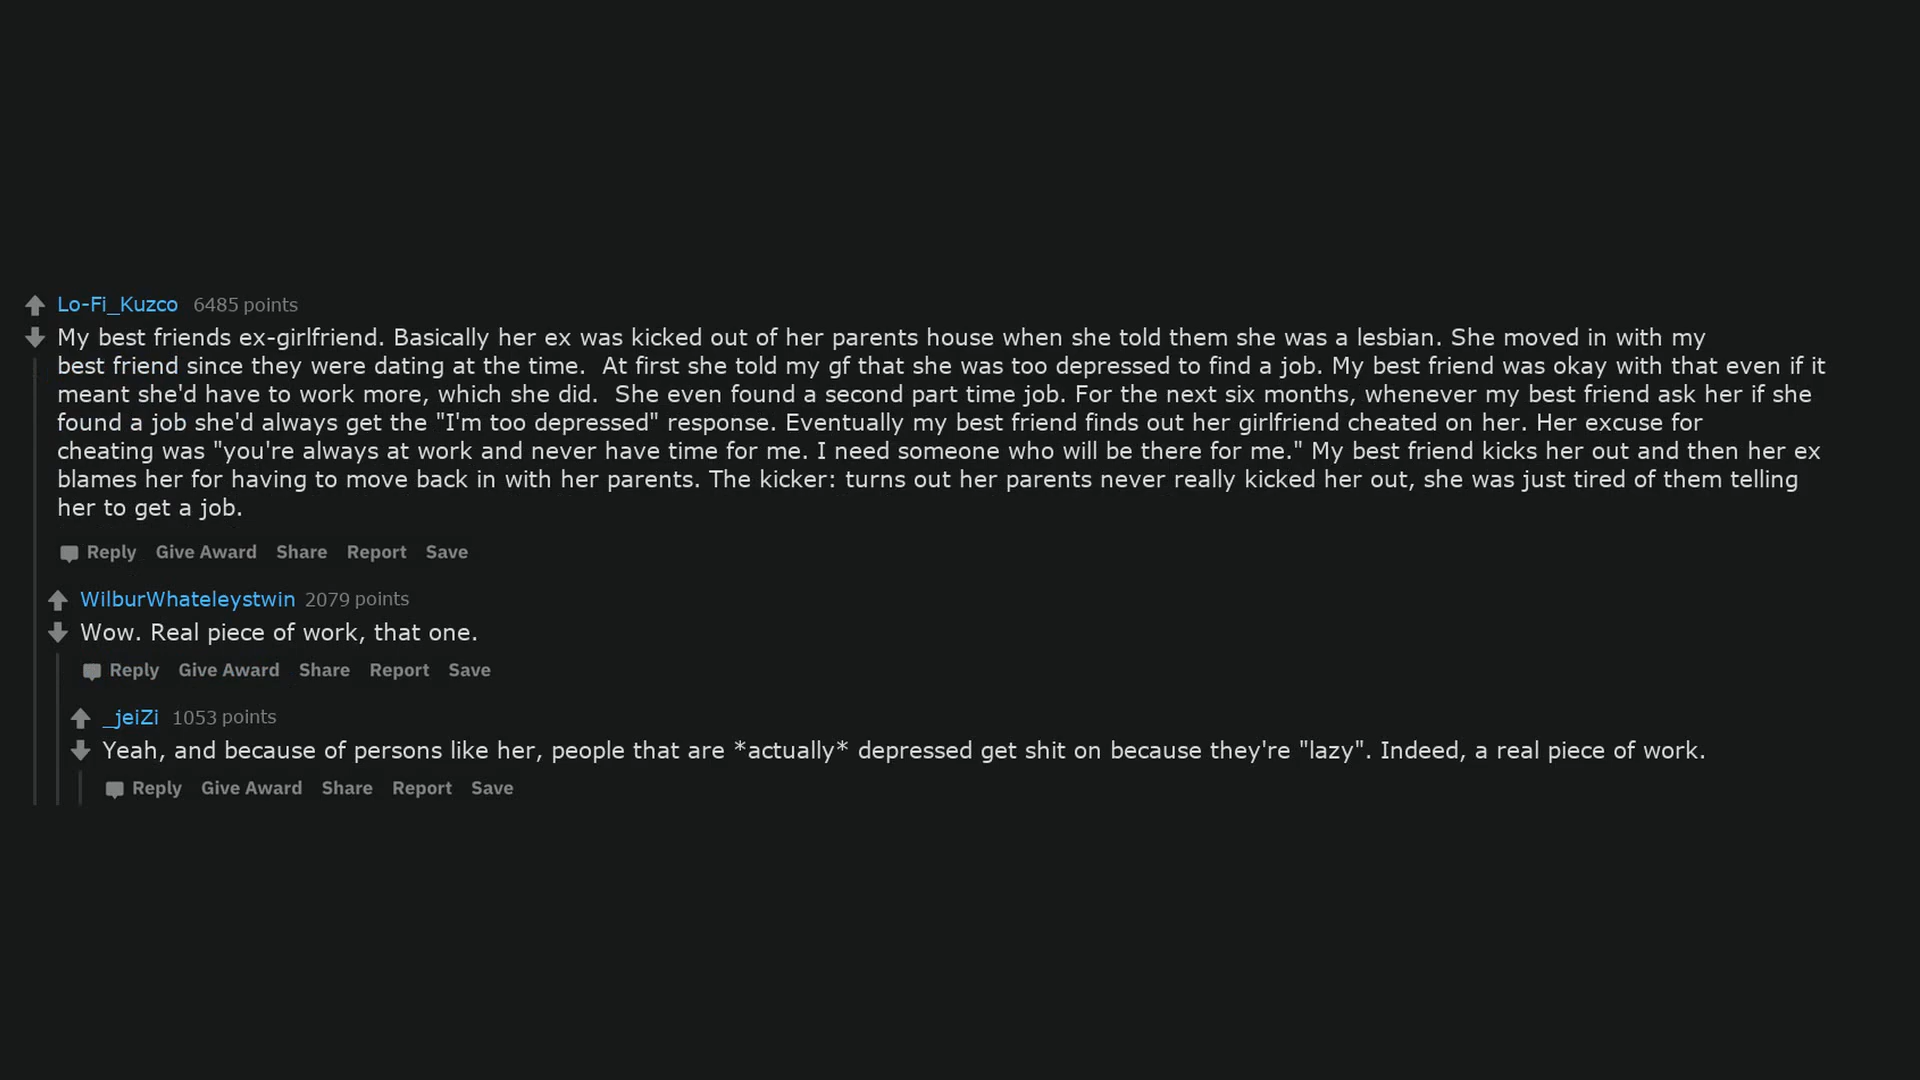 Lo-Fi_Kuzco 6485 points
My best friends ex-girlfriend. Basically her ex was kicked out of her parents house when she told them she was a lesbian. She moved in with my
best friend since they were dating at the time.  At first she told my gf that she was too depressed to find a job. My best friend was okay with that even if it
meant she'd have to work more, which she did.  She even found a second part time job. For the next six months, whenever my best friend ask her if she
found a job she'd always get the "I'm too depressed" response. Eventually my best friend finds out her girlfriend cheated on her. Her excuse for
cheating was "you're always at work and never have time for me. I need someone who will be there for me." My best friend kicks her out and then her ex
blames her for having to move back in with her parents. The kicker: turns out her parents never really kicked her out, she was just tired of them telling
her to get a job.
Reply Give Award Share Report Save
WilburWhateleystwin 2079 points
Wow. Real piece of work, that one.
Reply Give Award Share Report Save
_jeiZi 1053 points
Yeah, and because of persons like her, people that are *actually* depressed get shit on because they're "lazy". Indeed, a real piece of work.
Reply Give Award Share Report Save